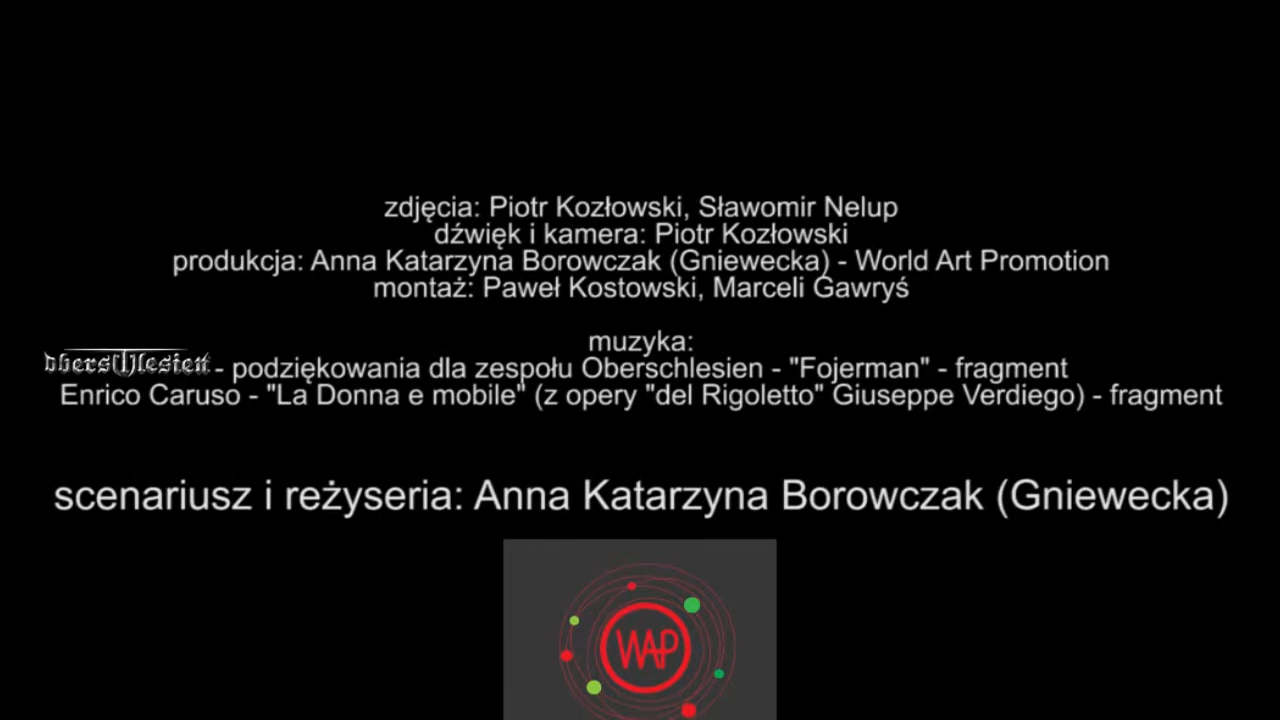 zdjęcia: Piotr Kozłowski, Sławomir Nelup
dźwięk i kamera: Piotr Kozłowski
produkcja: Anna Katarzyna Borowczak (Gniewecka) - World Art Promotion
montaż: Paweł Kostowski, Marceli Gawryś
muzyka:
oberschlesien - podziękowania dla zespołu Oberschlesien - "Fojerman" - fragment
Enrico Caruso - "La Donna e mobile" (z opery "del Rigoletto" Giuseppe Verdiego) - fragment
scenariusz i reżyseria: Anna Katarzyna Borowczak (Gniewecka)
WAP